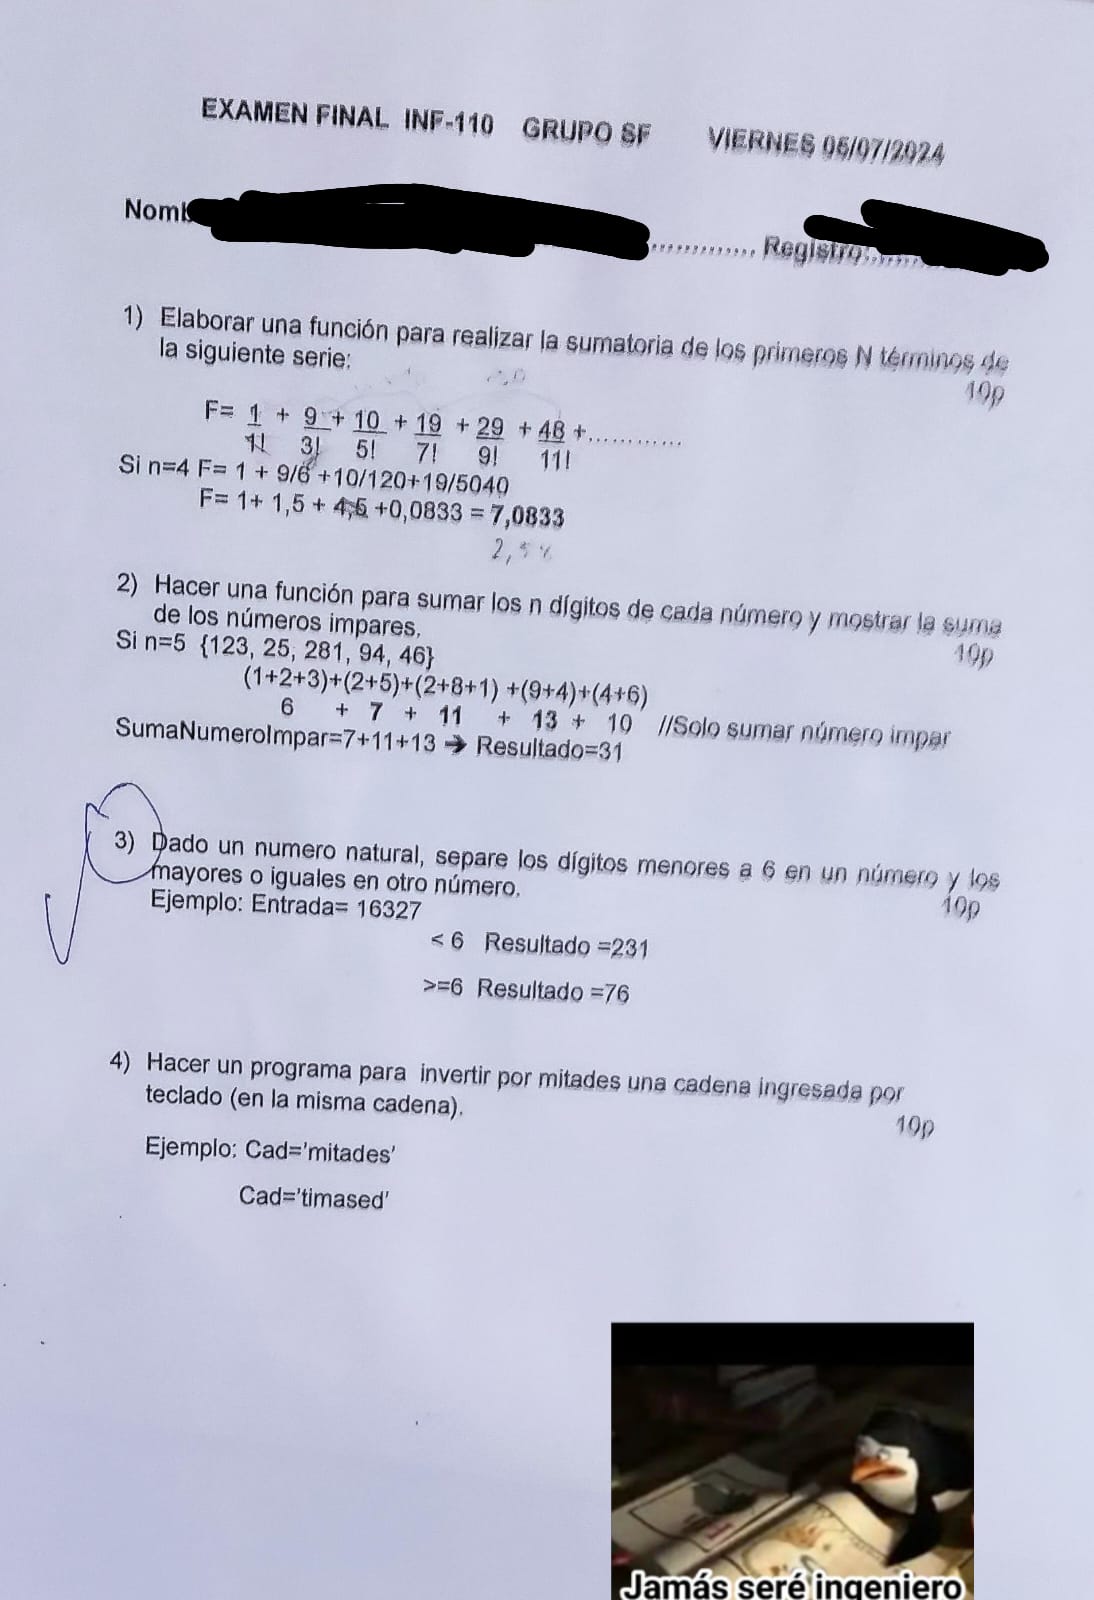 EXAMEN FINAL INF-110 GRUPO SF VIERNES 05/07/2024
Nomb ............. Registro:
1) Elaborar una función para realizar la sumatoria de los primeros N términos de
la siguiente serie:
10p
F= 1 + 9 + 10 + 19 + 29 + 48 +............
1! 3! 5! 7! 9! 11!
Si n=4 F= 1 + 9/6 +10/120+19/5040
F= 1+ 1,5 + 4,5 +0,0833 = 7,0833
2) Hacer una función para sumar los n dígitos de cada número y mostrar la suma
de los números impares.
10p
Si n=5 {123, 25, 281, 94, 46}
(1+2+3)+(2+5)+(2+8+1) +(9+4)+(4+6)
6 + 7 + 11 + 13 + 10 //Solo sumar número impar
SumaNumeroImpar=7+11+13 → Resultado=31
3) Dado un numero natural, separe los dígitos menores a 6 en un número y los
mayores o iguales en otro número.
10p
Ejemplo: Entrada= 16327
< 6 Resultado =231
>=6 Resultado =76
4) Hacer un programa para invertir por mitades una cadena ingresada por
teclado (en la misma cadena).
10p
Ejemplo: Cad='mitades'
Cad='timased'
Jamás seré ingeniero